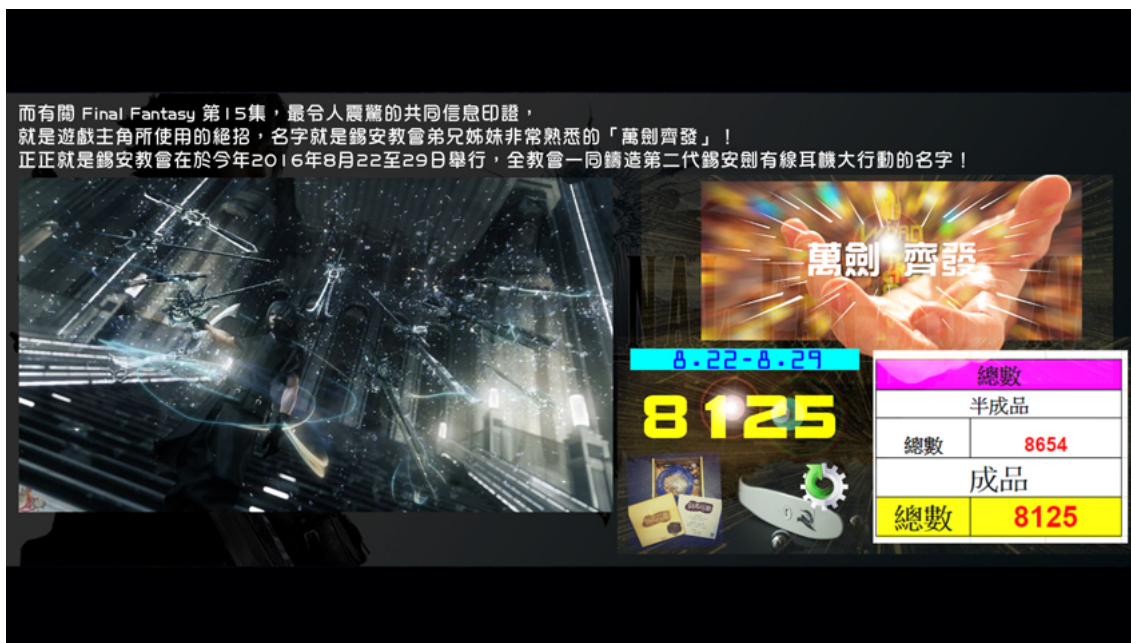 而有關 Final Fantasy 第15集，最令人震驚的共同信息印證，
就是遊戲主角所使用的絕招，名字就是錫安教會弟兄姊妹非常熟悉的「萬劍齊發」！
正正就是錫安教會在於今年2016年8月22至29日舉行，全教會一同鑄造第二代錫安劍有線耳機大行動的名字！
萬劍 齊發
8.22-8.29
8125
總數
半成品
總數 8654
成品
總數 8125